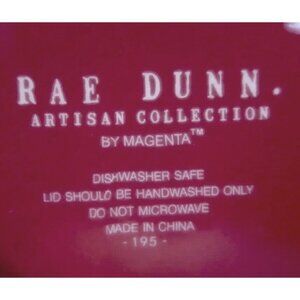 RAE DUNN.
ARTISAN COLLECTION
BY MAGENTA™
DISHWASHER SAFE
LID SHOULD BE HANDWASHED ONLY
DO NOT MICROWAVE
MADE IN CHINA
- 195 -